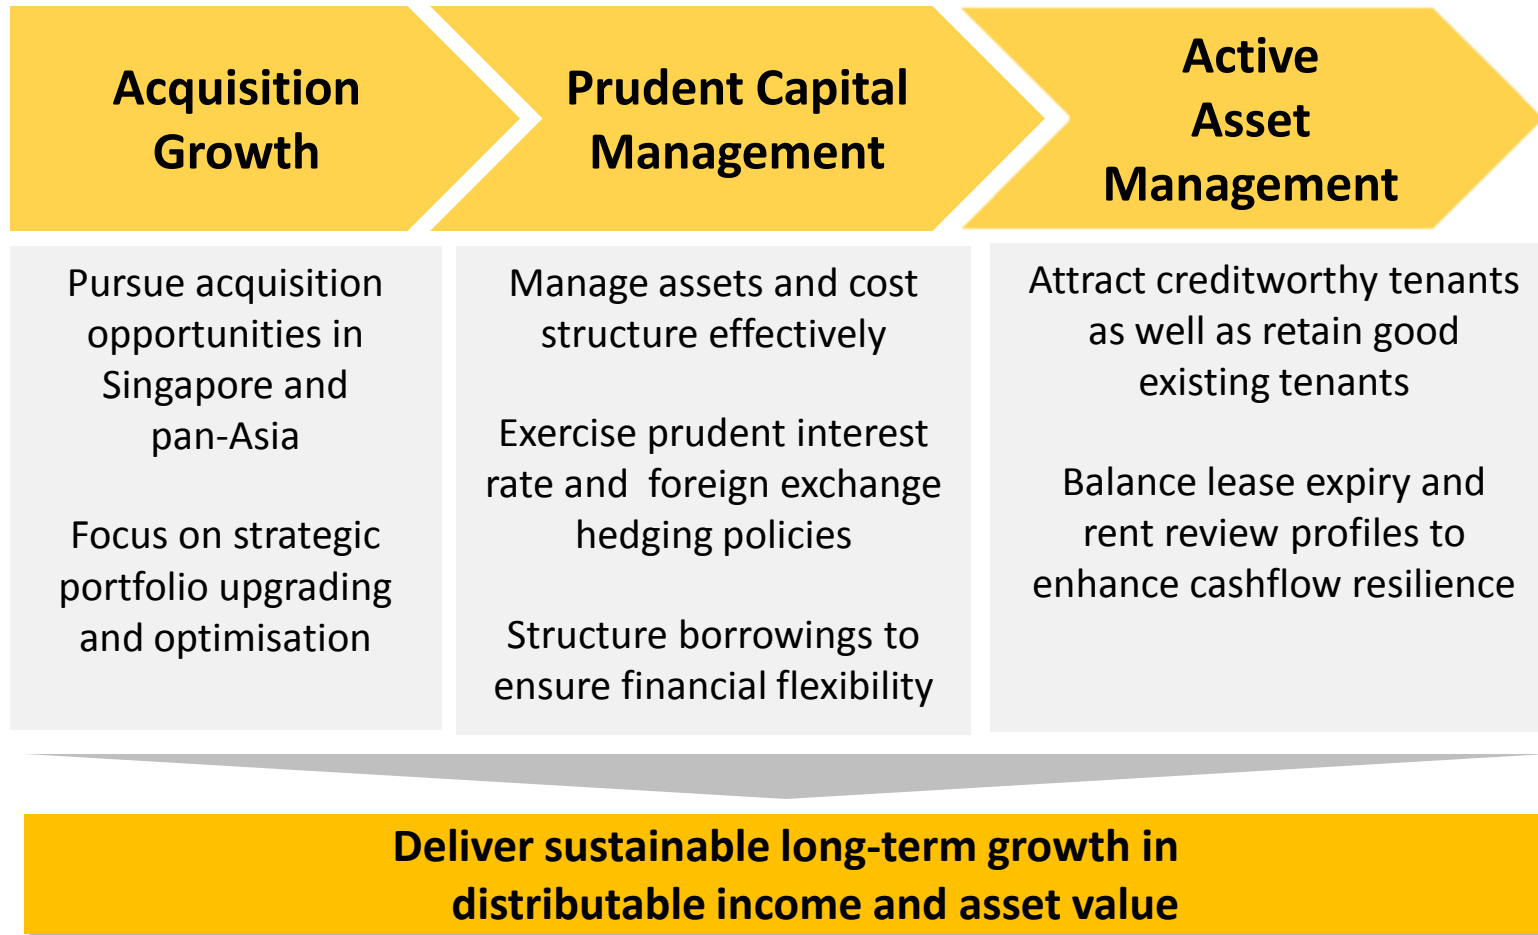 Acquisition
Growth
Prudent Capital
Management
Active
Asset
Management
Pursue acquisition
opportunities in
Singapore and
pan-Asia
Focus on strategic
portfolio upgrading
and optimisation
Manage assets and cost
structure effectively
Exercise prudent interest
rate and  foreign exchange
hedging policies
Structure borrowings to
ensure financial flexibility
Attract creditworthy tenants
as well as retain good
existing tenants
Balance lease expiry and
rent review profiles to
enhance cashflow resilience
Deliver sustainable long-term growth in
distributable income and asset value